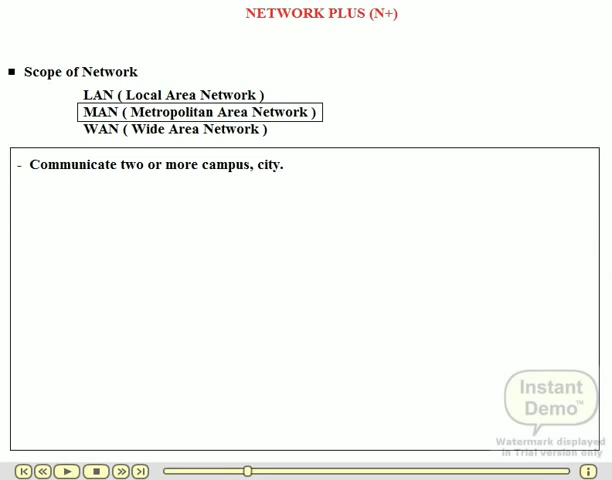 NETWORK PLUS (N+)
■ Scope of Network
LAN ( Local Area Network )
MAN ( Metropolitan Area Network )
WAN ( Wide Area Network )
- Communicate two or more campus, city.
Instant
Demo™
Watermark displayed
in Trial version only